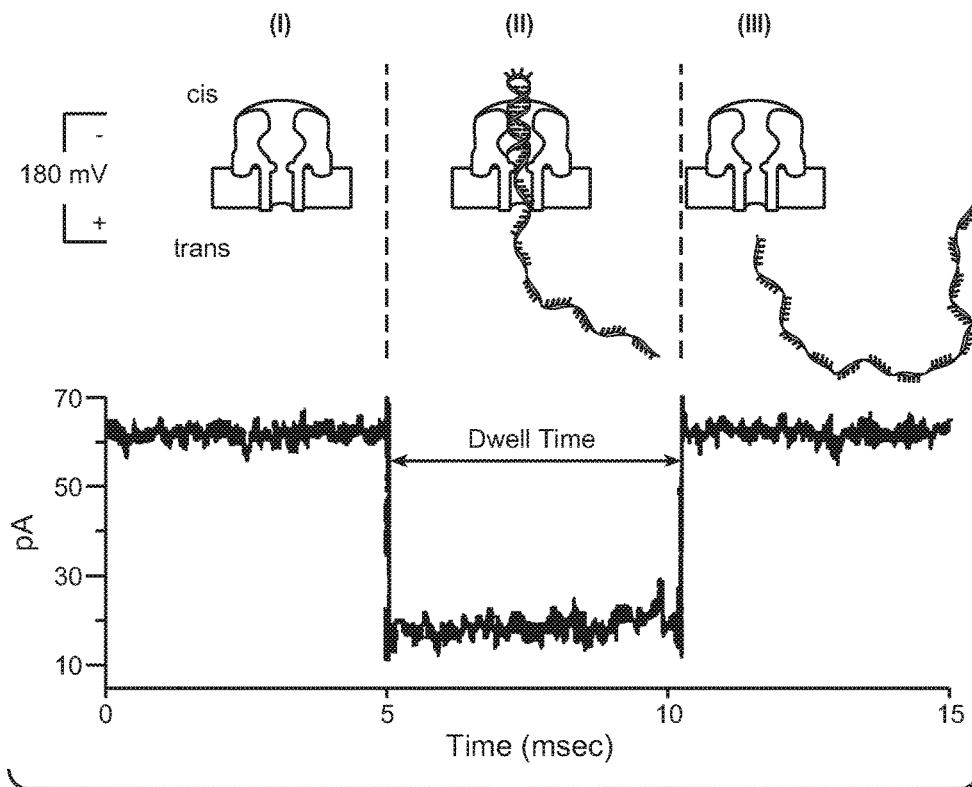 (I) (II) (III)
cis
-
180 mV
+
trans
70
50
30
10
pA
Dwell Time
0 5 10 15
Time (msec)